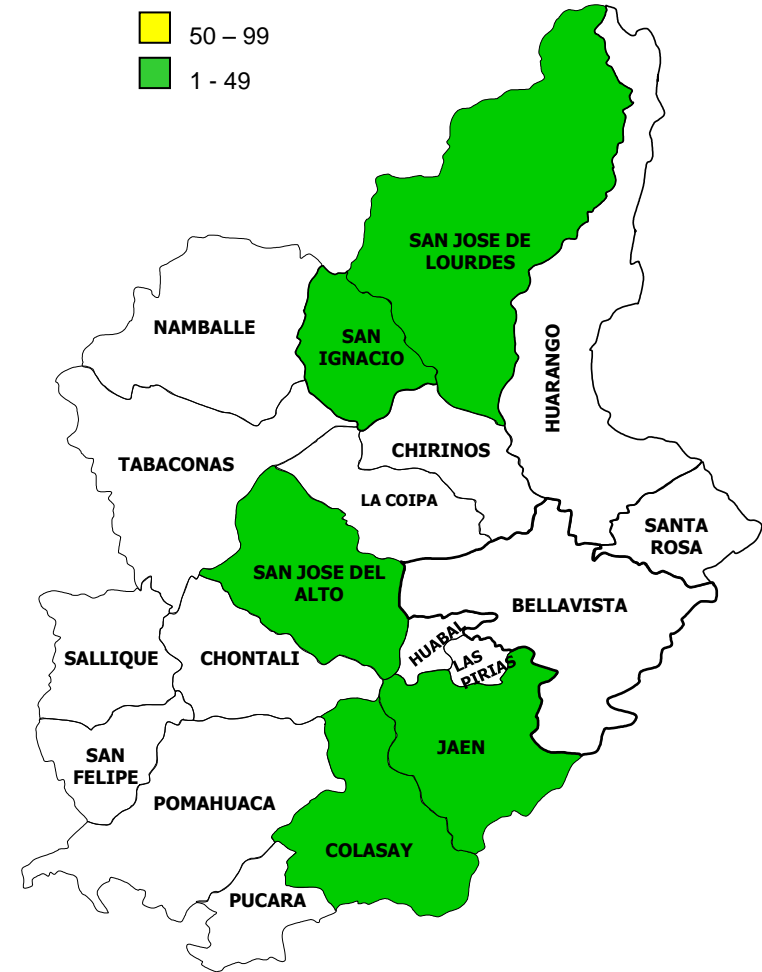 50 – 99
1 - 49
SAN JOSE DE
LOURDES
NAMBALLE
SAN
IGNACIO
HUARANGO
CHIRINOS
TABACONAS
LA COIPA
SANTA
ROSA
SAN JOSE DEL
ALTO
BELLAVISTA
HUABAL
LAS
PIRIAS
SALLIQUE
CHONTALI
JAEN
SAN
FELIPE
POMAHUACA
COLASAY
PUCARA